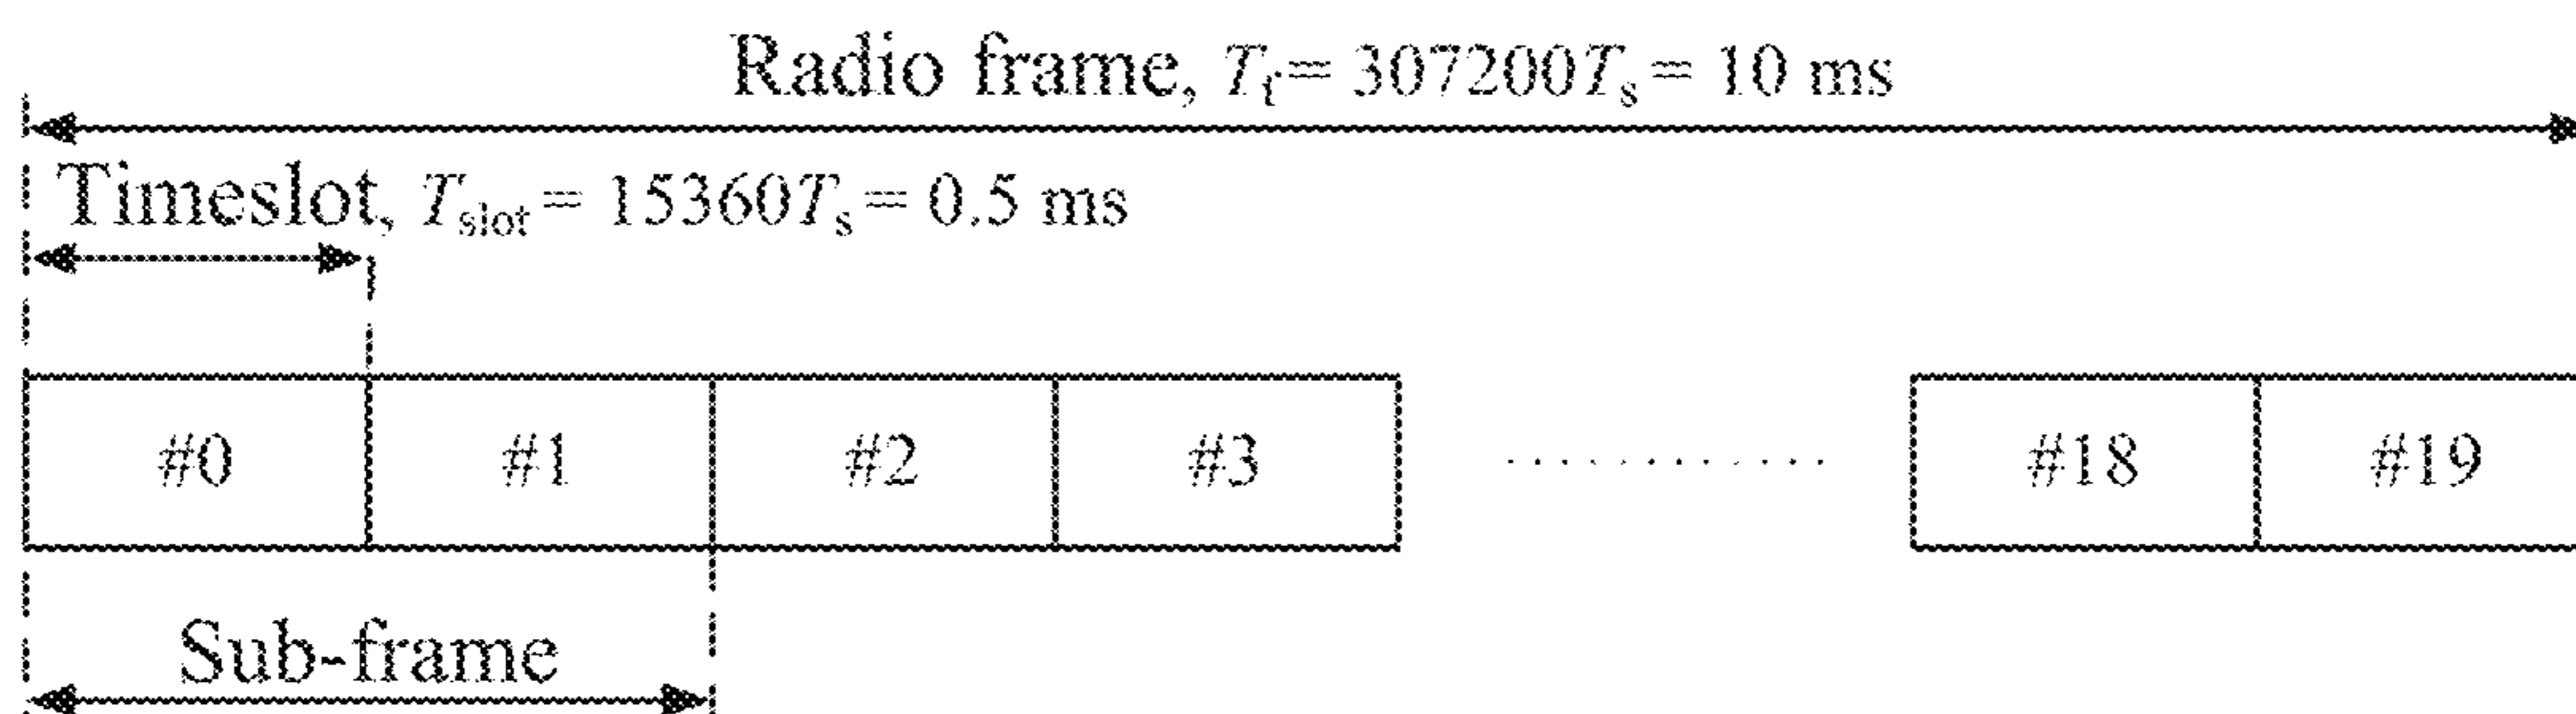 Radio frame, Tf = 307200Ts = 10 ms
Timeslot, Tslot = 15360Ts = 0.5 ms
#0 #1 #2 #3 ............ #18 #19
Sub-frame